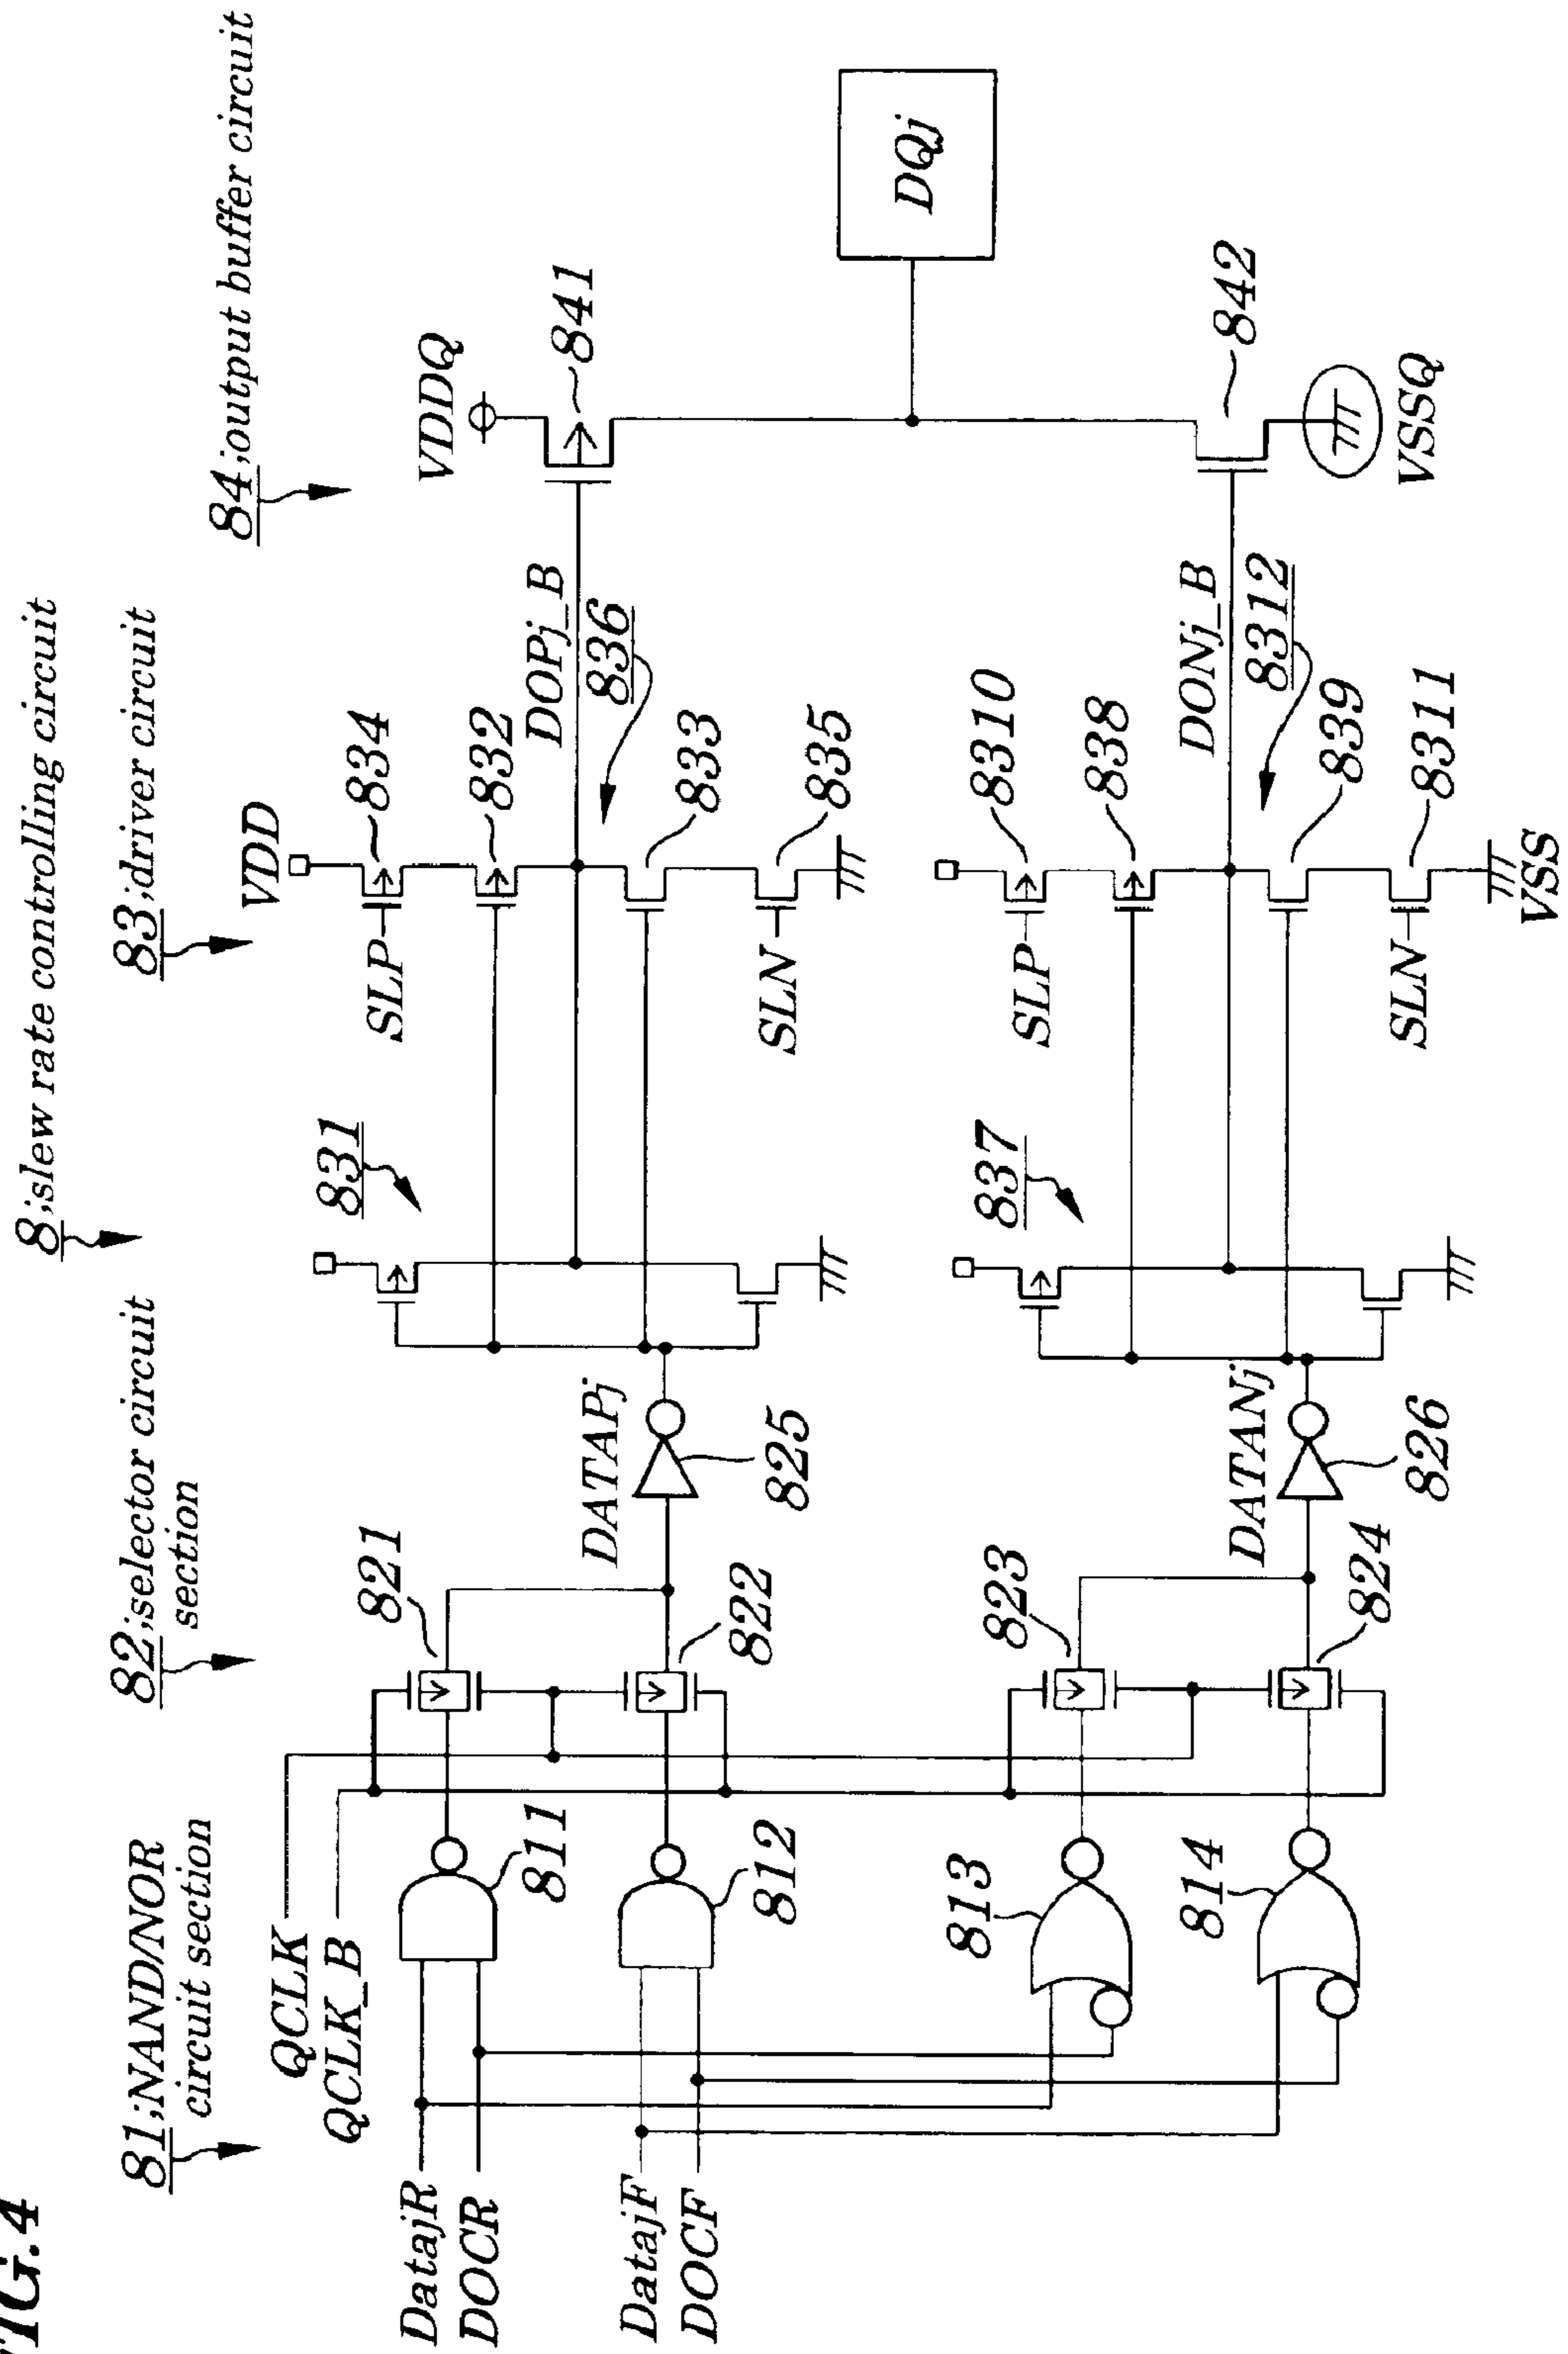 FIG.4
8;slew rate controlling circuit
81;NAND/NOR
circuit section
82;selector circuit
section
83;driver circuit
84;output buffer circuit
QCLK
QCLK_B
DatajR
DOCR
DatajF
DOCF
811
812
813
814
821
822
823
824
DATAPj
825
DATANj
826
831
837
VDD
SLP
834
832
DOPj_B
836
833
SLN
835
SLP
8310
838
DONj_B
8312
839
SLN
8311
VSS
VDDQ
841
DQj
842
VSSQ